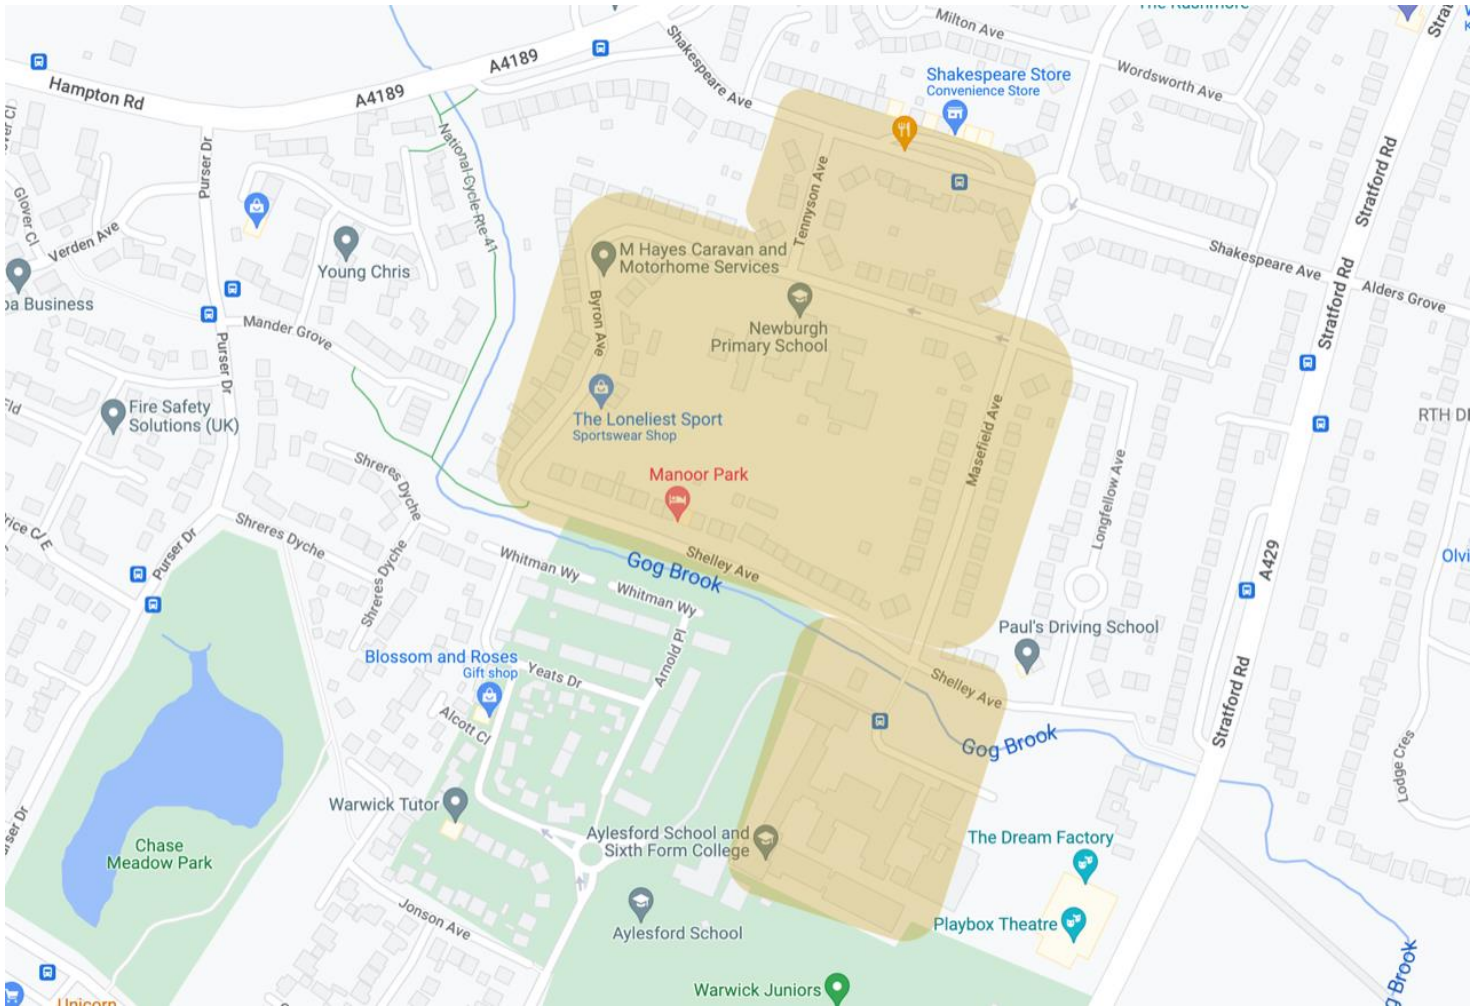 The Rushmore
Milton Ave
Shakespeare Ave
A4189
A4189
Hampton Rd
Shakespeare Store
Convenience Store
Wordsworth Ave
Stratford Rd
National Cycle Rte 41
Purser Dr
Glover Cl
Verden Ave
Young Chris
Tennyson Ave
M Hayes Caravan and
Motorhome Services
Shakespeare Ave
Stratford Rd
Alders Grove
Business
Mander Grove
Byron Ave
Newburgh
Primary School
Purser Dr
Fire Safety
Solutions (UK)
The Loneliest Sport
Sportswear Shop
Masefield Ave
Longfellow Ave
Shreres Dyche
Manoor Park
Shreres Dyche
Shreres Dyche
Purser Dr
Whitman Wy
Whitman Wy
Gog Brook
Shelley Ave
A429
Arnold Pl
Paul's Driving School
Blossom and Roses
Gift shop
Yeats Dr
Alcott Cl
Shelley Ave
Gog Brook
Stratford Rd
Lodge Cres
Warwick Tutor
Aylesford School and
Sixth Form College
The Dream Factory
Chase
Meadow Park
Jonson Ave
Aylesford School
Playbox Theatre
Warwick Juniors
Unicorn
Brook